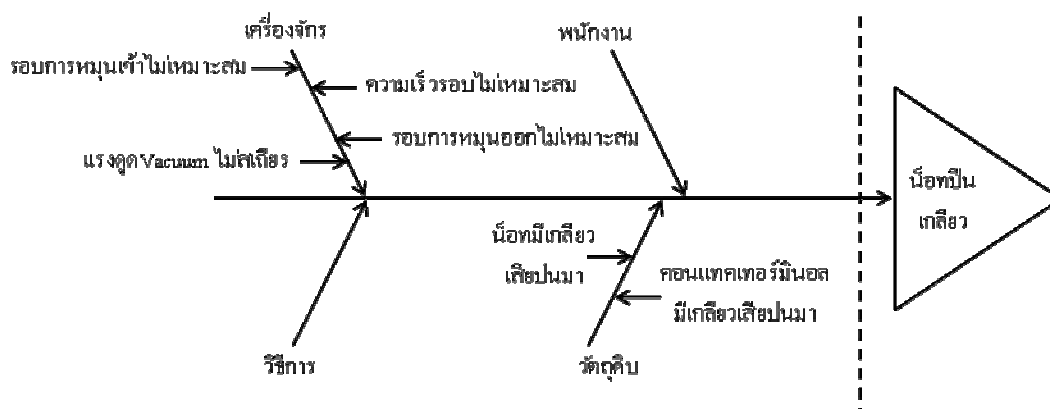 เครื่องจักร
พนักงาน
รอบการหมุนเข้าไม่เหมาะสม
ความเร็วรอบไม่เหมาะสม
รอบการหมุนออกไม่เหมาะสม
แรงดูดVacuum ไม่สเถียร
น็อทปีน
เกลียว
น็อทมีเกลียว
เสียปนมา
คอนแทคเทอร์มินอล
มีเกลียวเสียปนมา
วิธีการ
วัตถุดิบ